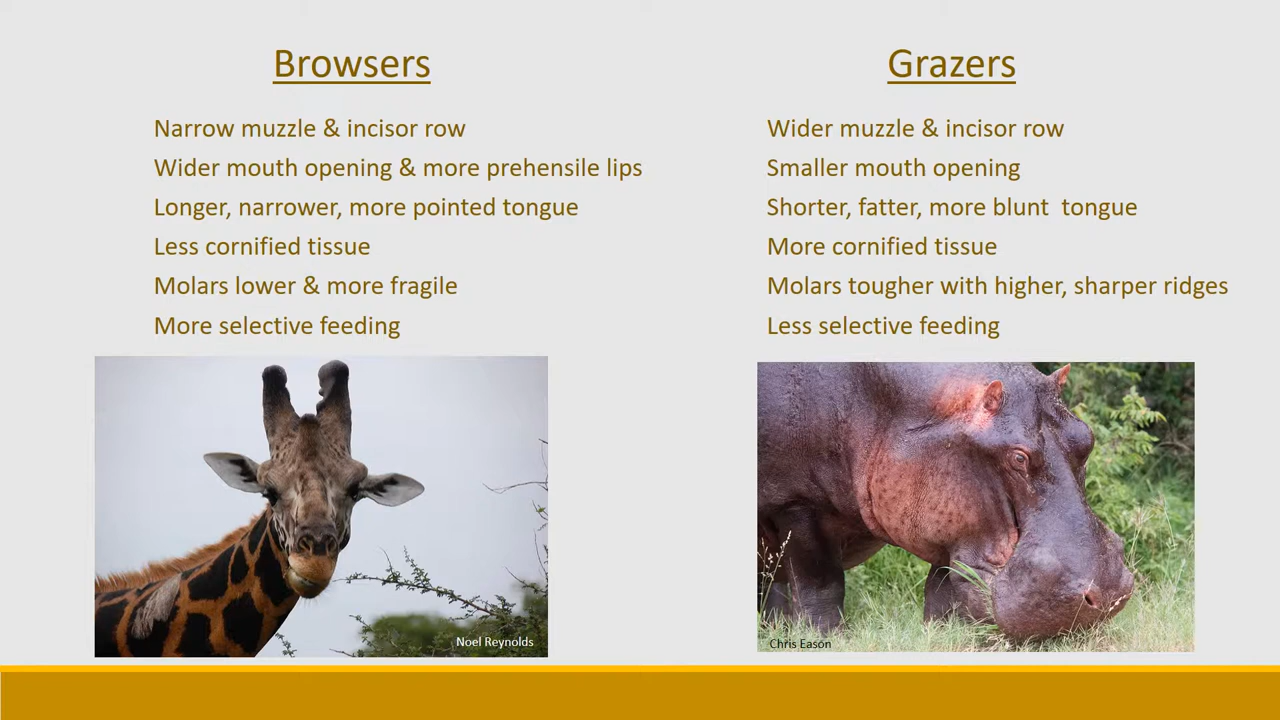 Browsers
Narrow muzzle & incisor row
Wider mouth opening & more prehensile lips
Longer, narrower, more pointed tongue
Less cornified tissue
Molars lower & more fragile
More selective feeding
Noel Reynolds
Grazers
Wider muzzle & incisor row
Smaller mouth opening
Shorter, fatter, more blunt  tongue
More cornified tissue
Molars tougher with higher, sharper ridges
Less selective feeding
Chris Eason